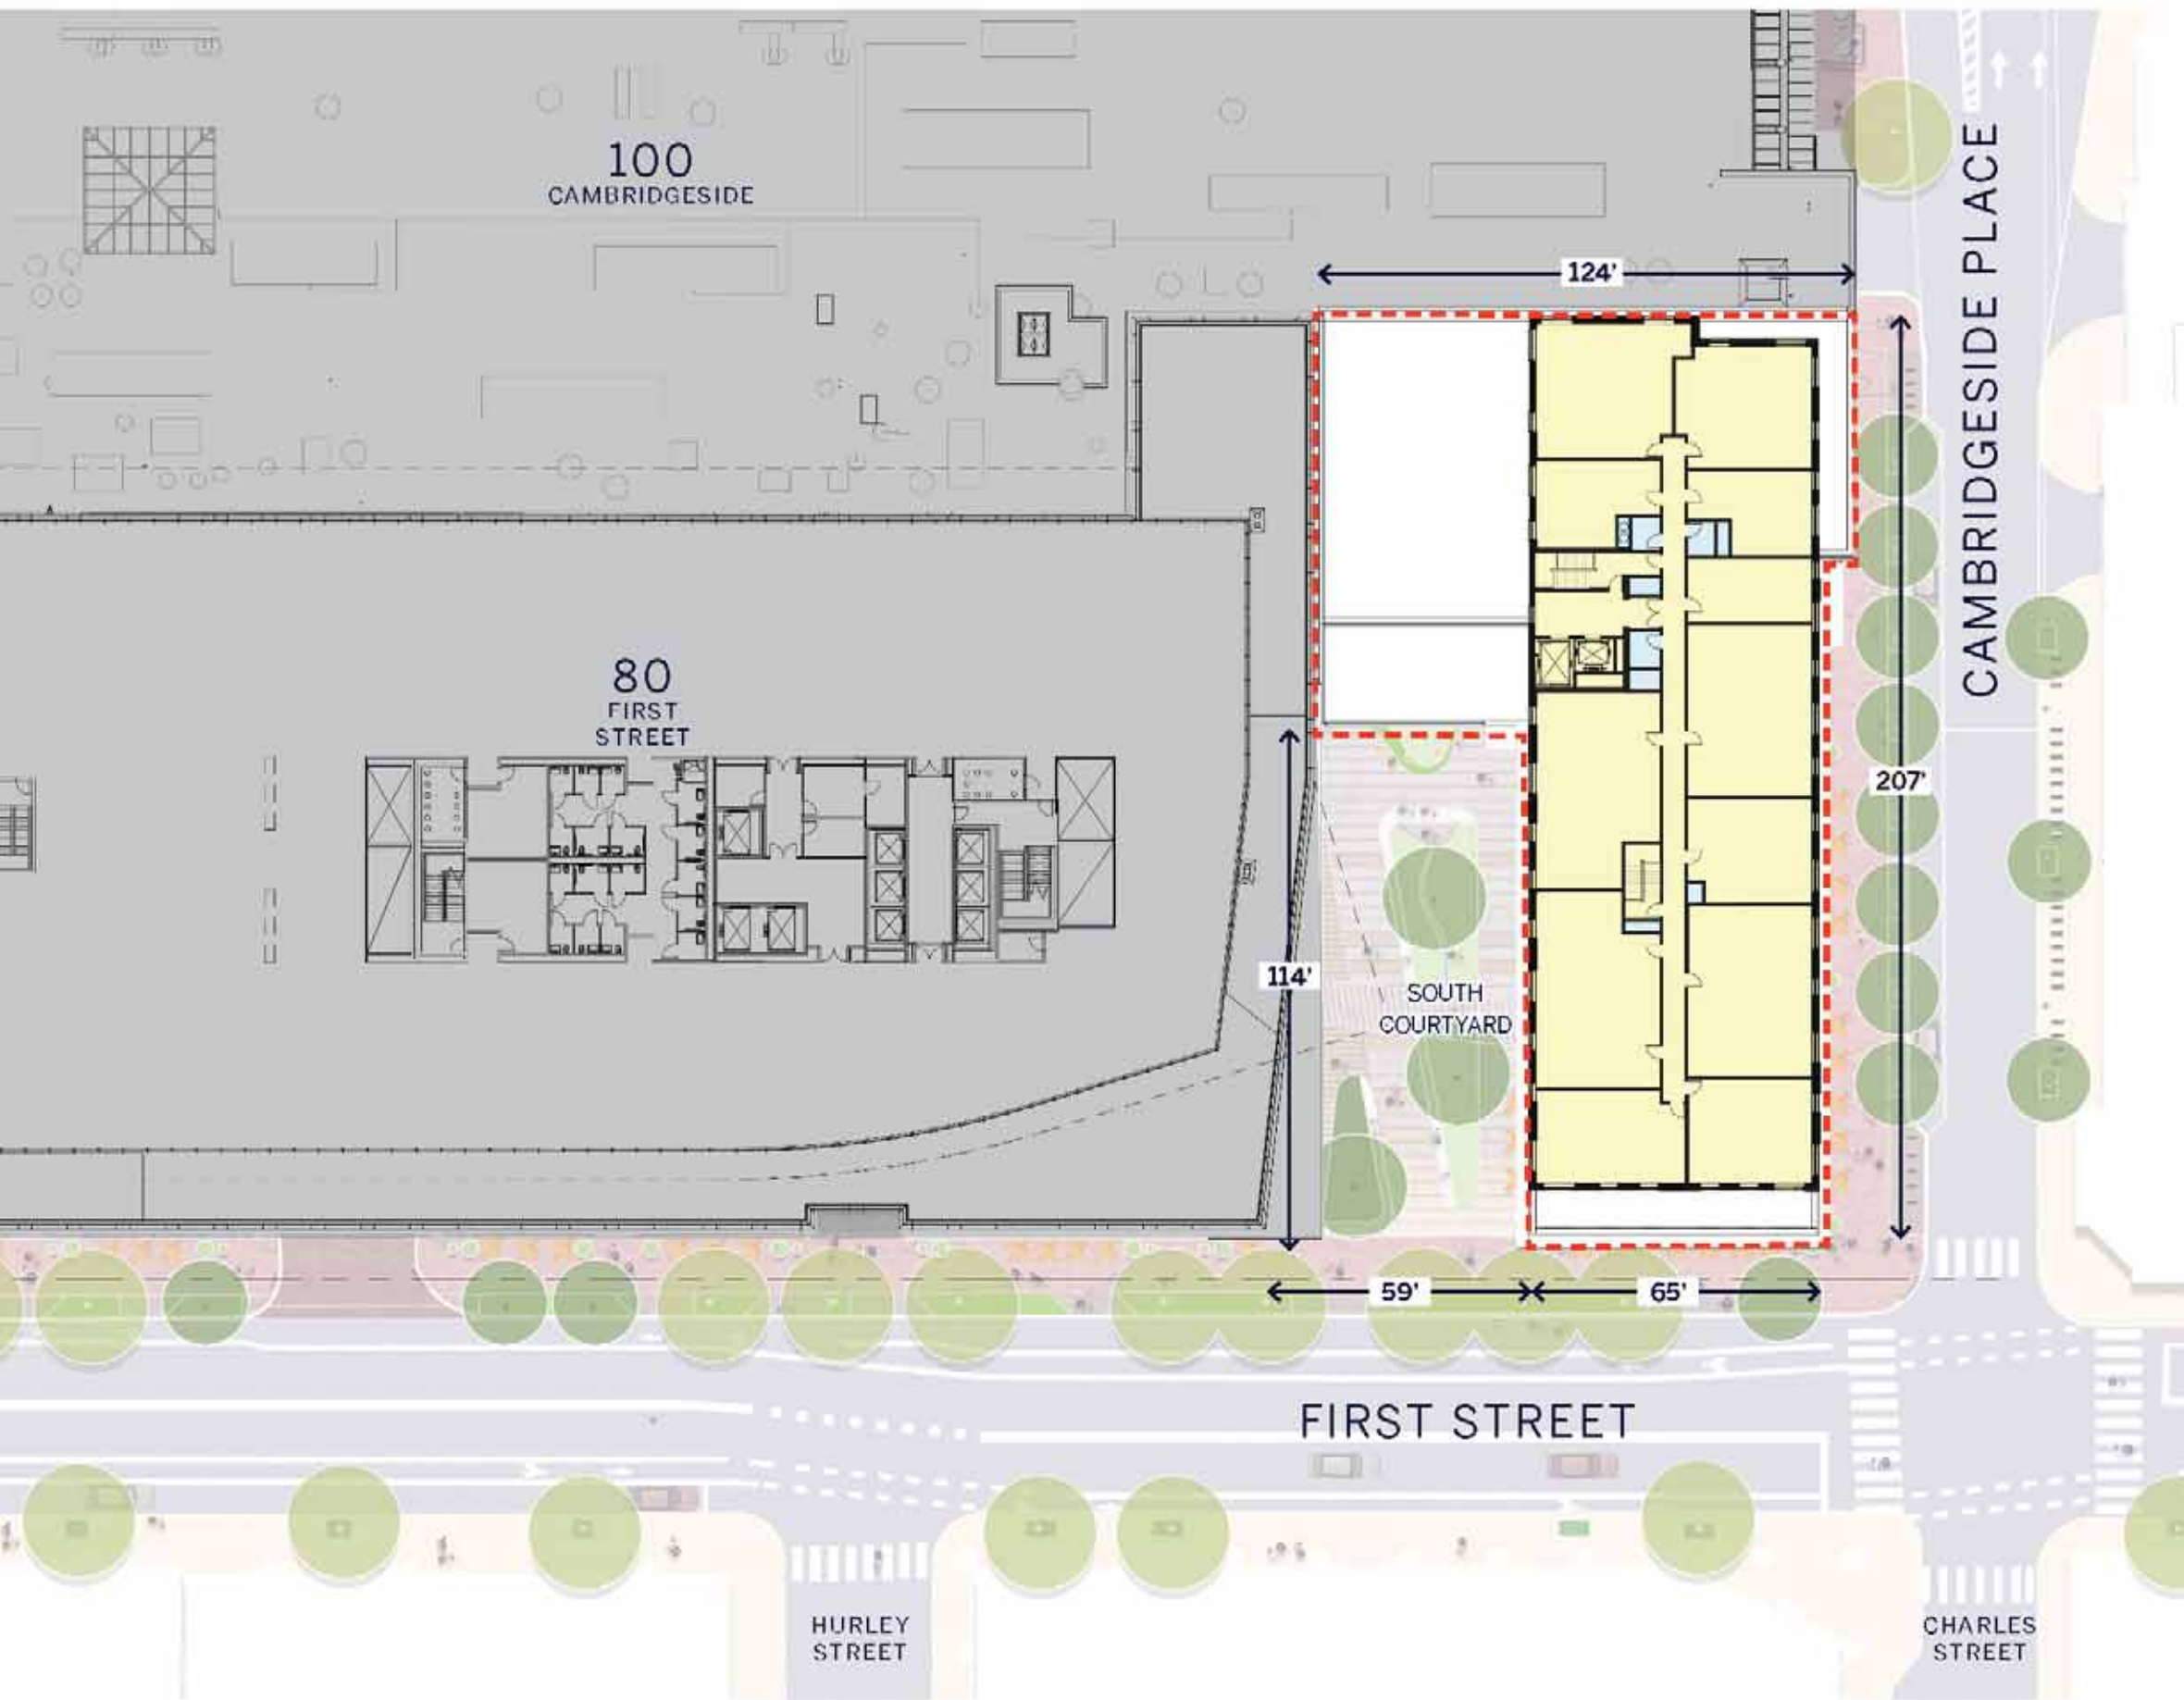 100
CAMBRIDGESIDE
124'
CAMBRIDGESIDE PLACE
80
FIRST
STREET
207'
114'
SOUTH
COURTYARD
59'
65'
FIRST STREET
HURLEY
STREET
CHARLES
STREET